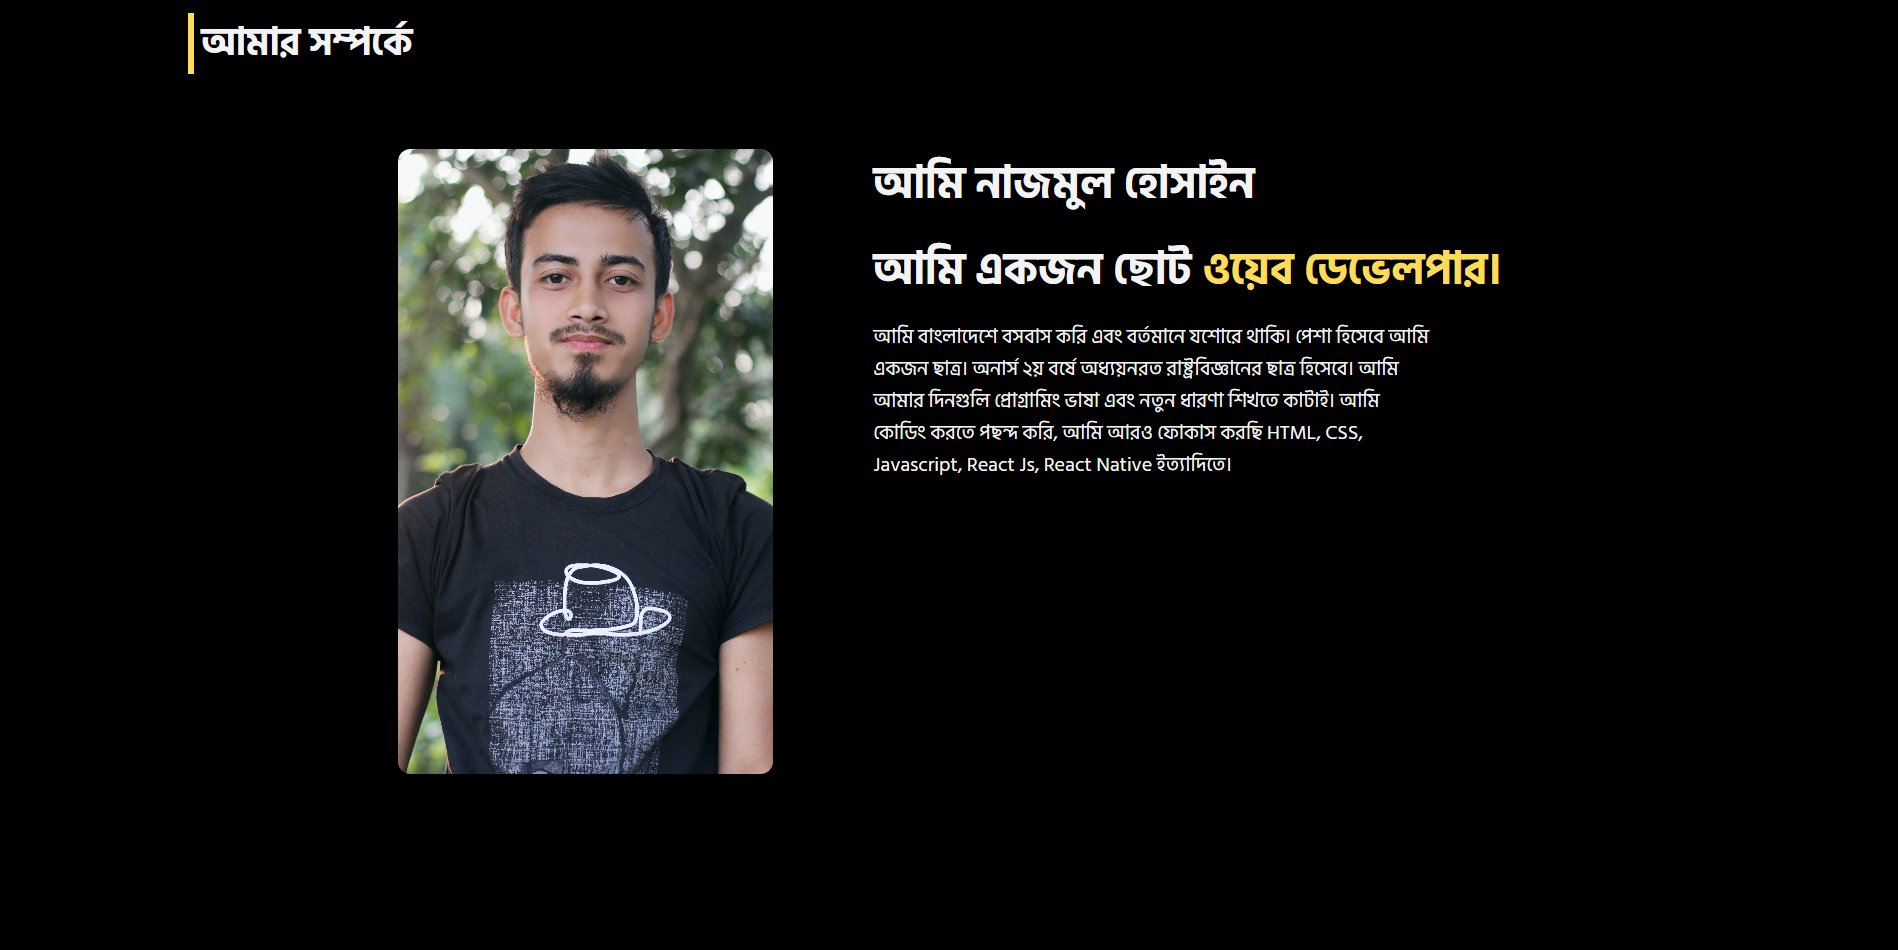 আমার সম্পর্কে
আমি নাজমুল হোসাইন
আমি একজন ছোট ওয়েব ডেভেলপার।
আমি বাংলাদেশে বসবাস করি এবং বর্তমানে যশোরে থাকি। পেশা হিসেবে আমি
একজন ছাত্র। অনার্স ২য় বর্ষে অধ্যয়নরত রাষ্ট্রবিজ্ঞানের ছাত্র হিসেবে। আমি
আমার দিনগুলি প্রোগ্রামিং ভাষা এবং নতুন ধারণা শিখতে কাটাই। আমি
কোডিং করতে পছন্দ করি, আমি আরও ফোকাস করছি HTML, CSS,
Javascript, React Js, React Native ইত্যাদিতে।